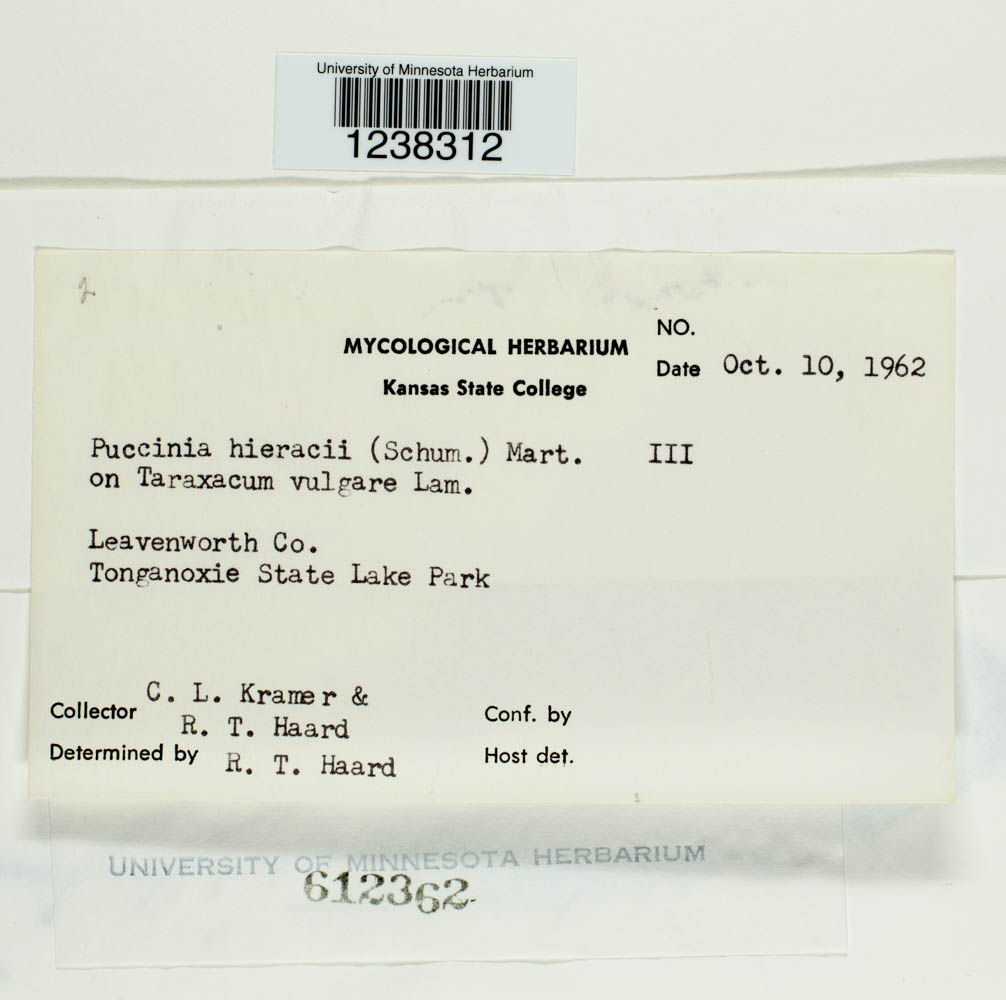 University of Minnesota Herbarium
1238312
MYCOLOGICAL HERBARIUM
Kansas State College
NO.
Date Oct. 10, 1962
Puccinia hieracii (Schum.) Mart. III
on Taraxacum vulgare Lam.
Leavenworth Co.
Tonganoxie State Lake Park
Collector C. L. Kramer &
R. T. Haard
Determined by R. T. Haard
Conf. by
Host det.
UNIVERSITY OF MINNESOTA HERBARIUM
612362